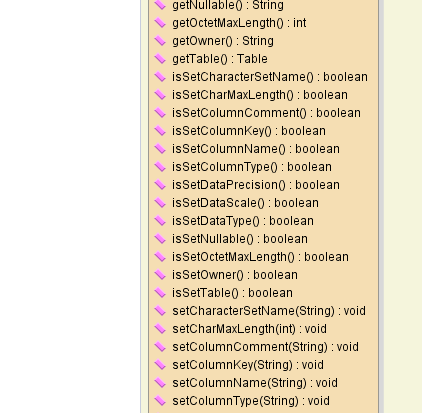 getNullable() : String
getOctetMaxLength() : int
getOwner() : String
getTable() : Table
isSetCharacterSetName() : boolean
isSetCharMaxLength() : boolean
isSetColumnComment() : boolean
isSetColumnKey() : boolean
isSetColumnName() : boolean
isSetColumnType() : boolean
isSetDataPrecision() : boolean
isSetDataScale() : boolean
isSetDataType() : boolean
isSetNullable() : boolean
isSetOctetMaxLength() : boolean
isSetOwner() : boolean
isSetTable() : boolean
setCharacterSetName(String) : void
setCharMaxLength(int) : void
setColumnComment(String) : void
setColumnKey(String) : void
setColumnName(String) : void
setColumnType(String) : void